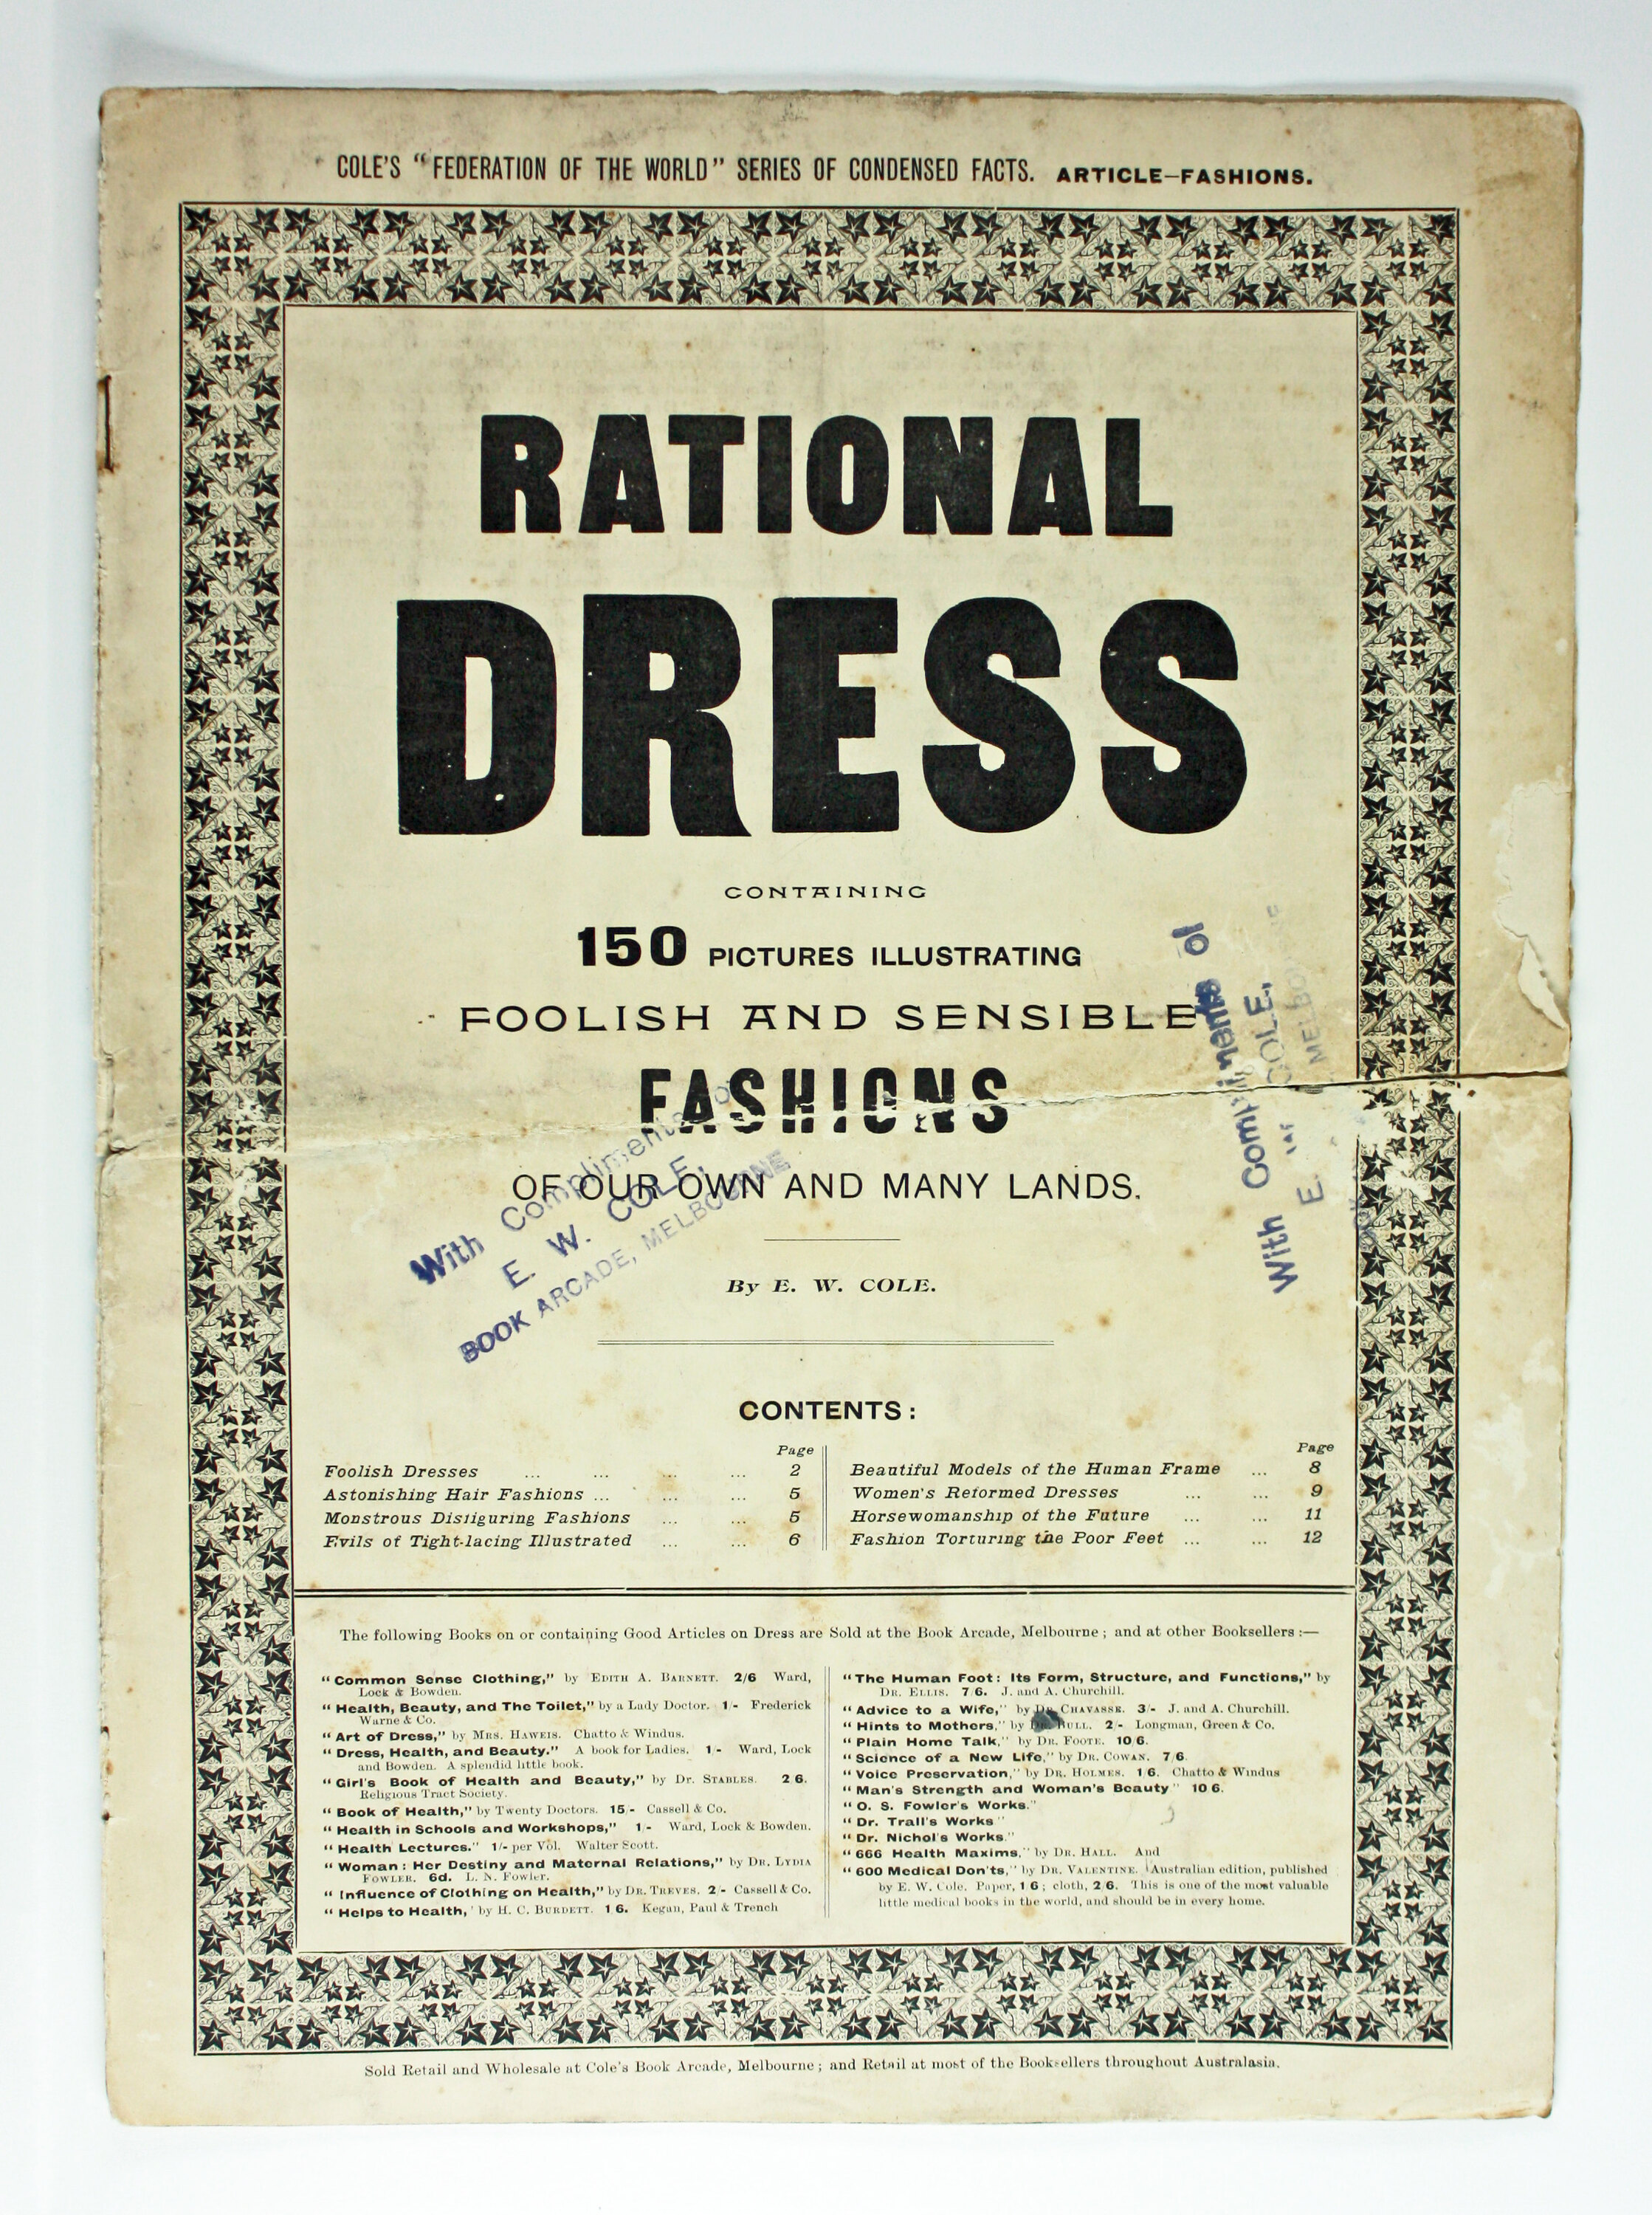 COLE'S "FEDERATION OF THE WORLD" SERIES OF CONDENSED FACTS. ARTICLE—FASHIONS.
RATIONAL
DRESS
CONTAINING
150 PICTURES ILLUSTRATING
FOOLISH AND SENSIBLE
FASHIONS
OF OUR OWN AND MANY LANDS.
By E. W. COLE.
With Compliments of
E. W. COLE,
BOOK ARCADE, MELBOURNE
With Compliments of
E. W. COLE,
MELBOURNE
CONTENTS:
Page
Foolish Dresses ... ... ... ... 2
Astonishing Hair Fashions ... ... ... 5
Monstrous Disfiguring Fashions ... ... 5
Evils of Tight-lacing Illustrated ... ... 6
Page
Beautiful Models of the Human Frame ... 8
Women's Reformed Dresses ... ... 9
Horsewomanship of the Future ... ... 11
Fashion Torturing the Poor Feet ... ... 12
The following Books on or containing Good Articles on Dress are Sold at the Book Arcade, Melbourne; and at other Booksellers:—
"Common Sense Clothing," by EDITH A. BARNETT. 2/6 Ward,
Lock & Bowden.
"Health, Beauty, and The Toilet," by a Lady Doctor. 1/- Frederick
Warne & Co.
"Art of Dress," by MRS. HAWEIS. Chatto & Windus.
"Dress, Health, and Beauty." A book for Ladies. 1/- Ward, Lock
and Bowden. A splendid little book.
"Girl's Book of Health and Beauty," by Dr. STABLES. 2/6.
Religious Tract Society.
"Book of Health," by Twenty Doctors. 15/- Cassell & Co.
"Health in Schools and Workshops," 1/- Ward, Lock & Bowden.
"Health Lectures." 1/- per Vol. Walter Scott.
"Woman: Her Destiny and Maternal Relations," by DR. LYDIA
FOWLER. 6d. L. N. Fowler.
"Influence of Clothing on Health," by DR. TREVES. 2/- Cassell & Co.
"Helps to Health,' by H. C. BURDETT. 1/6. Kegan, Paul & Trench
"The Human Foot: Its Form, Structure, and Functions," by
DR. ELLIS. 7/6. J. and A. Churchill.
"Advice to a Wife," by DR. CHAVASSE. 3/- J. and A. Churchill.
"Hints to Mothers," by DR. BULL. 2/- Longman, Green & Co.
"Plain Home Talk," by DR. FOOTE. 10/6.
"Science of a New Life," by DR. COWAN. 7/6
"Voice Preservation," by DR. HOLMES. 1/6. Chatto & Windus
"Man's Strength and Woman's Beauty" 10/6.
"O. S. Fowler's Works."
"Dr. Trall's Works"
"Dr. Nichol's Works."
"666 Health Maxims," by DR. HALL. And
"600 Medical Don'ts," by DR. VALENTINE. (Australian edition, published
by E. W. Cole. Paper, 1/6; cloth, 2/6. This is one of the most valuable
little medical books in the world, and should be in every home.
Sold Retail and Wholesale at Cole's Book Arcade, Melbourne; and Retail at most of the Booksellers throughout Australasia.